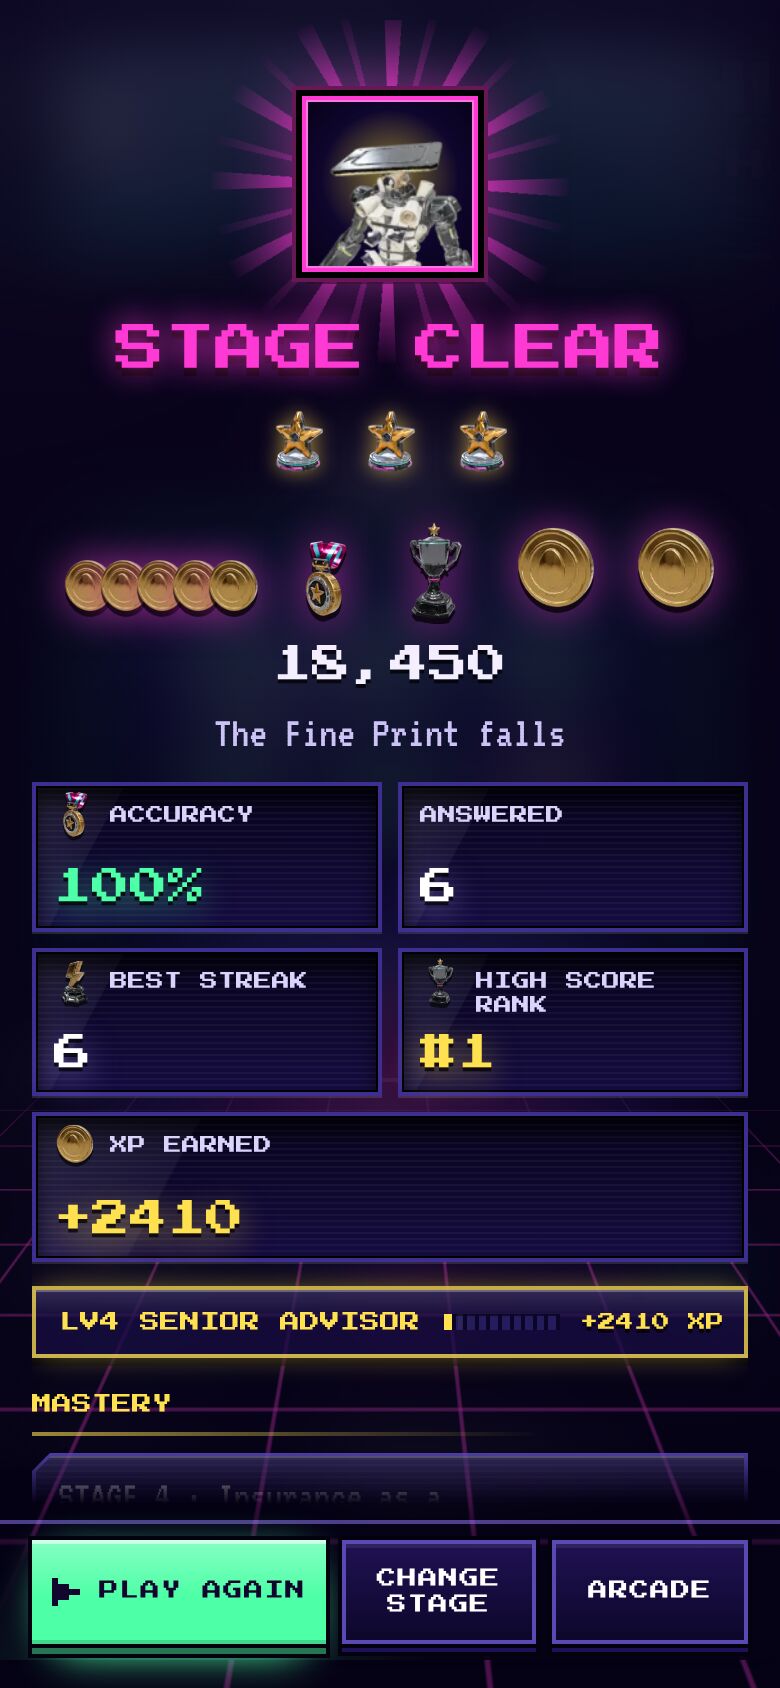 STAGE CLEAR
18,450
The Fine Print falls
ACCURACY
100%
ANSWERED
6
BEST STREAK
6
HIGH SCORE
RANK
#1
XP EARNED
+2410
LV4 SENIOR ADVISOR
+2410 XP
MASTERY
STAGE 4 · Insurance as a
PLAY AGAIN
CHANGE
STAGE
ARCADE